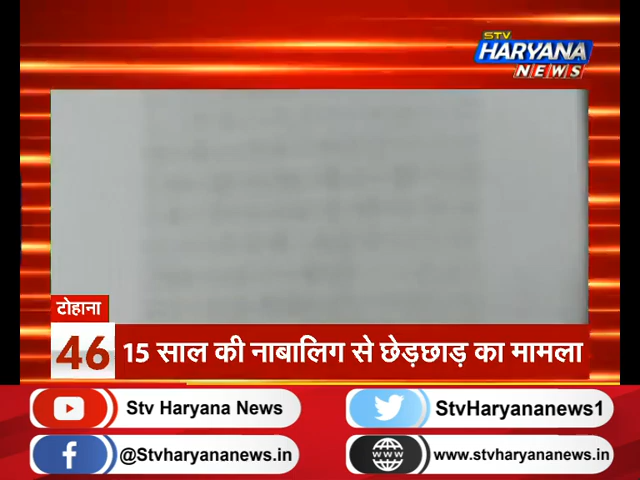 STV
HARYANA
NEWS
टोहाना
46 15 साल की नाबालिग से छेड़छाड़ का मामला
Stv Haryana News
StvHaryananews1
@Stvharyananews.in
www.stvharyananews.in